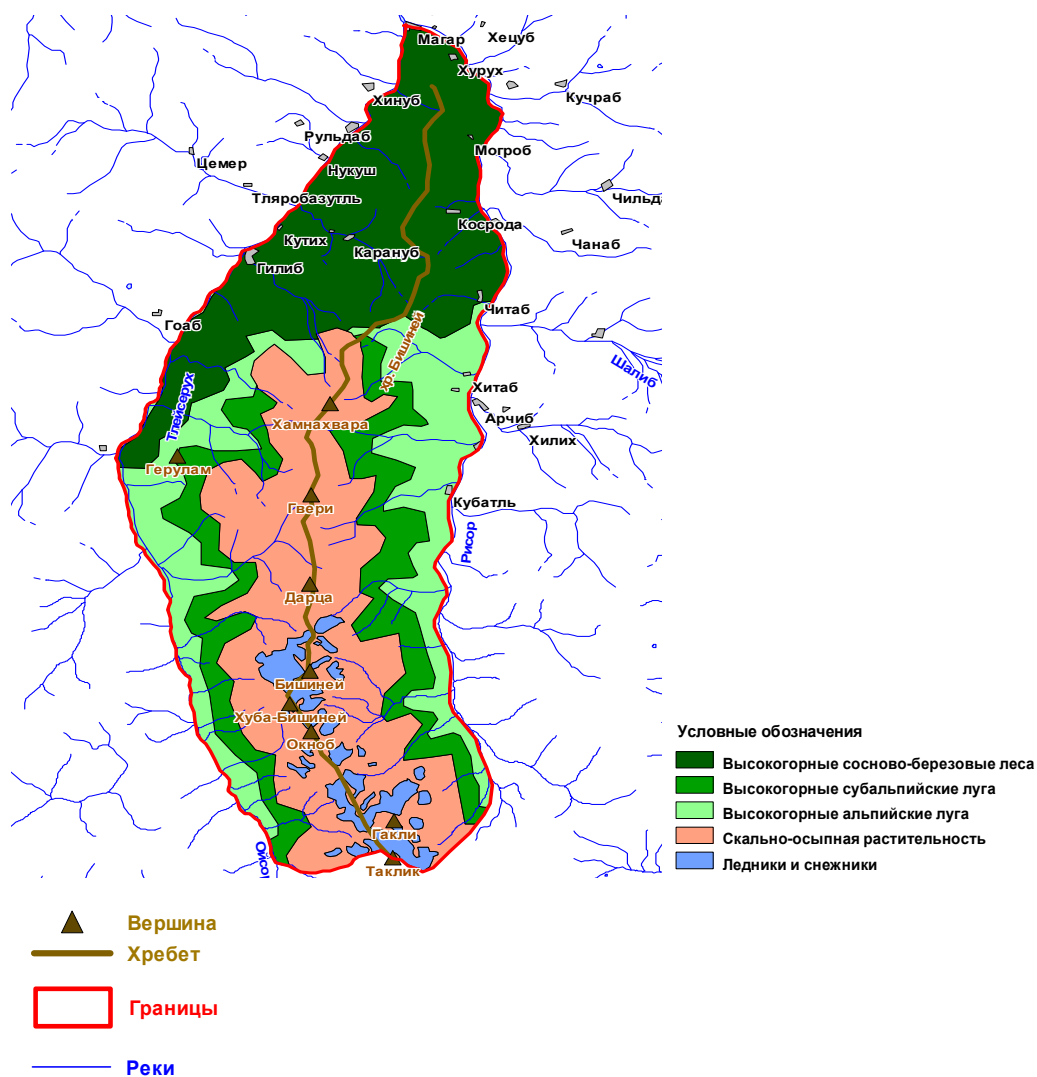 Магар
Хецуб
Хурух
Хинуб
Кучраб
Рульдаб
Могроб
Цемер
Нукуш
Тляробазутль
Чильда
Косрода
Кутих
Чанаб
Карануб
Гилиб
Читаб
Гоаб
хр. Бишиней
Шалиб
Тлейсерух
Хитаб
Арчиб
Хамнахвара
Хилих
Герулам
Кубатль
Гвери
Рисор
Дарца
Бишиней
Хуба-Бишиней
Окноб
Гакли
Ойсо
Таклик
Условные обозначения
Высокогорные сосново-березовые леса
Высокогорные субальпийские луга
Высокогорные альпийские луга
Скально-осыпная растительность
Ледники и снежники
Вершина
Хребет
Границы
Реки